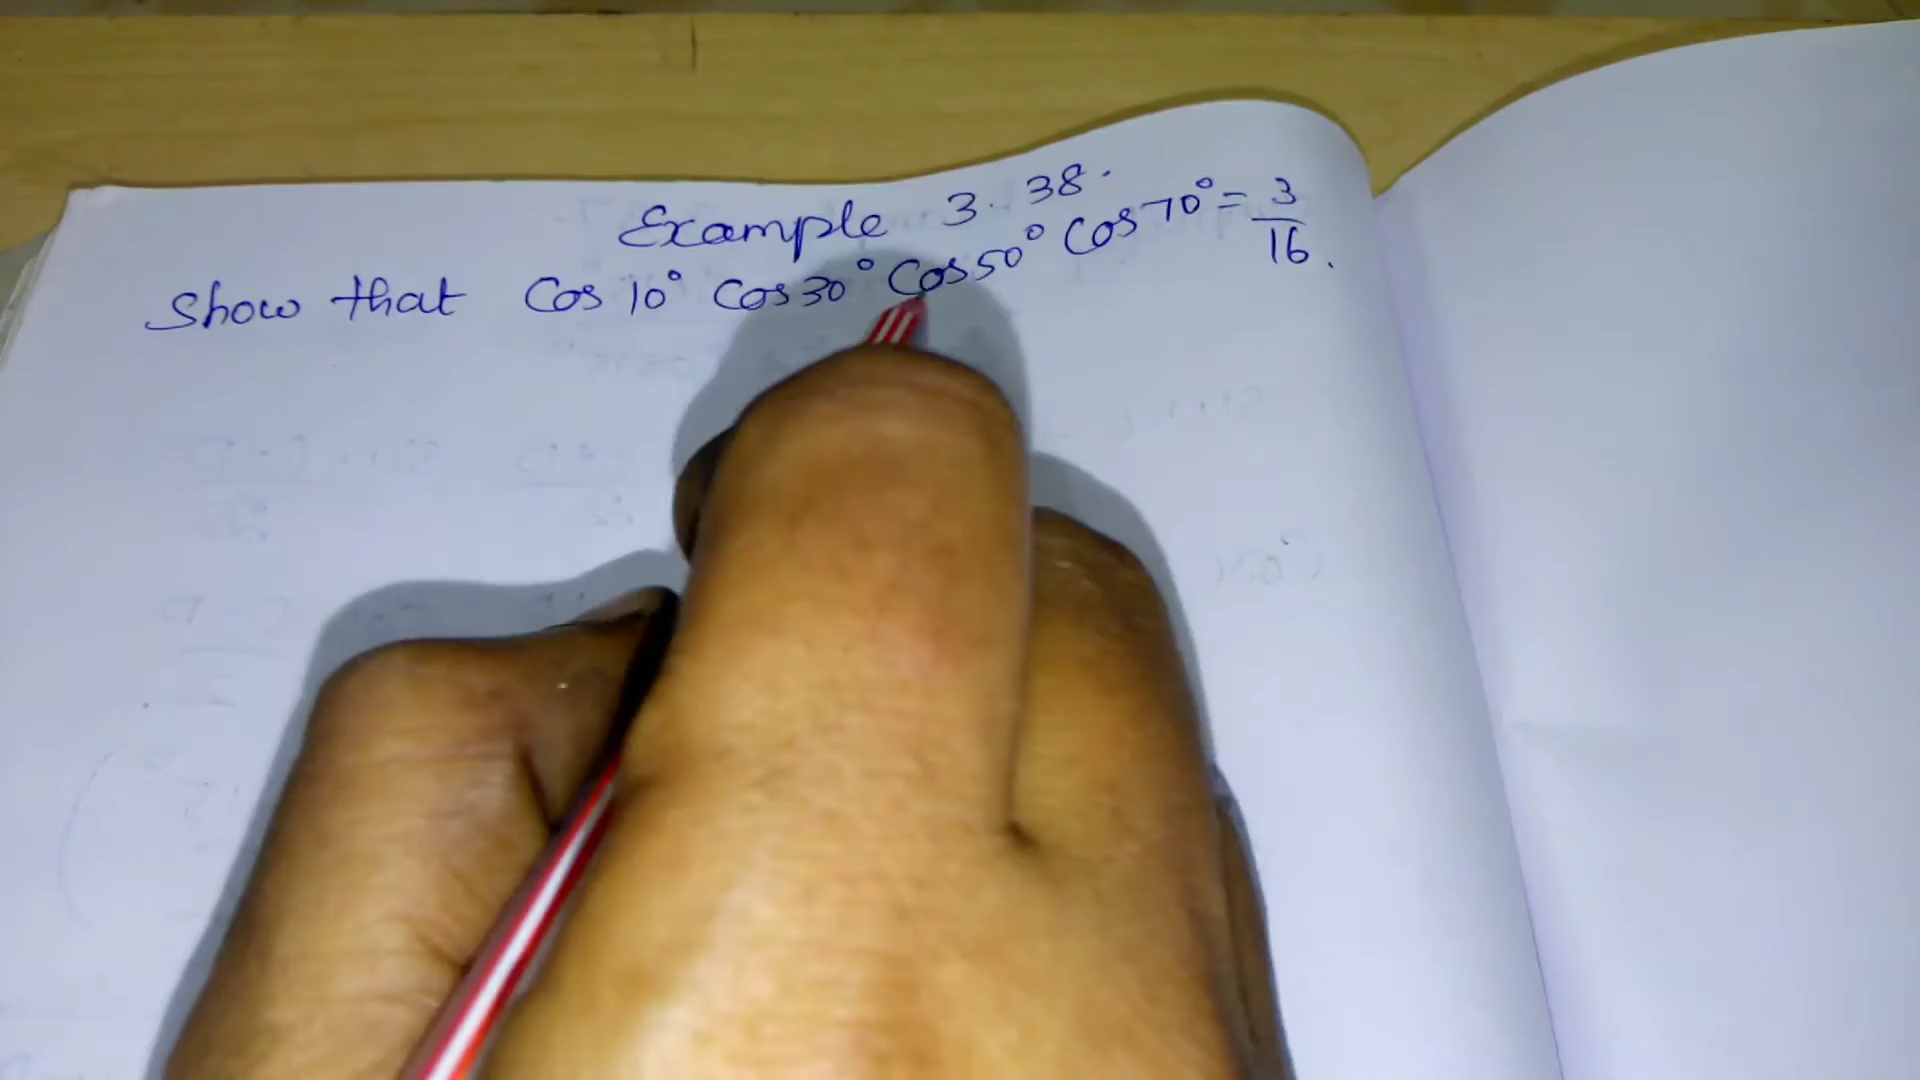 Example 3.38.
Show that Cos 10° Cos 30° Cos 50° Cos 70° = 3/16.